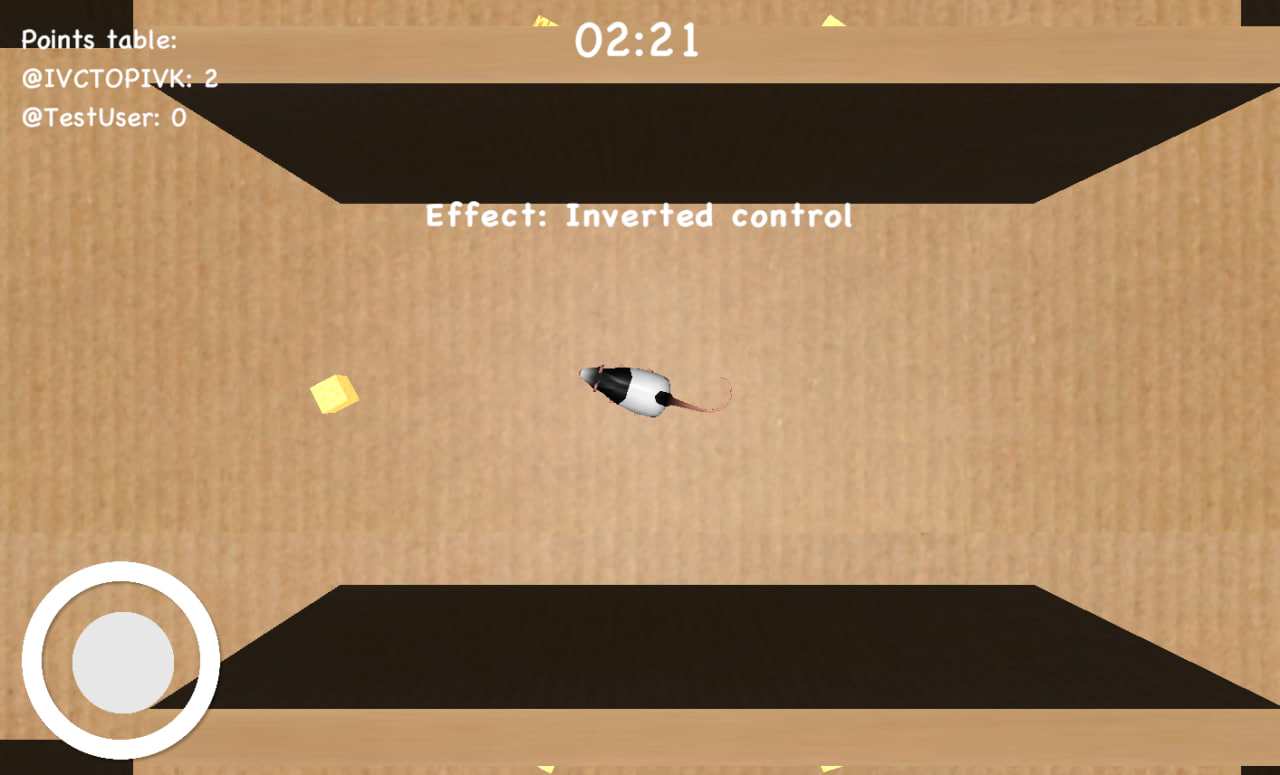 02:21
Points table:
@IVCTOPIVK: 2
@TestUser: 0
Effect: Inverted control